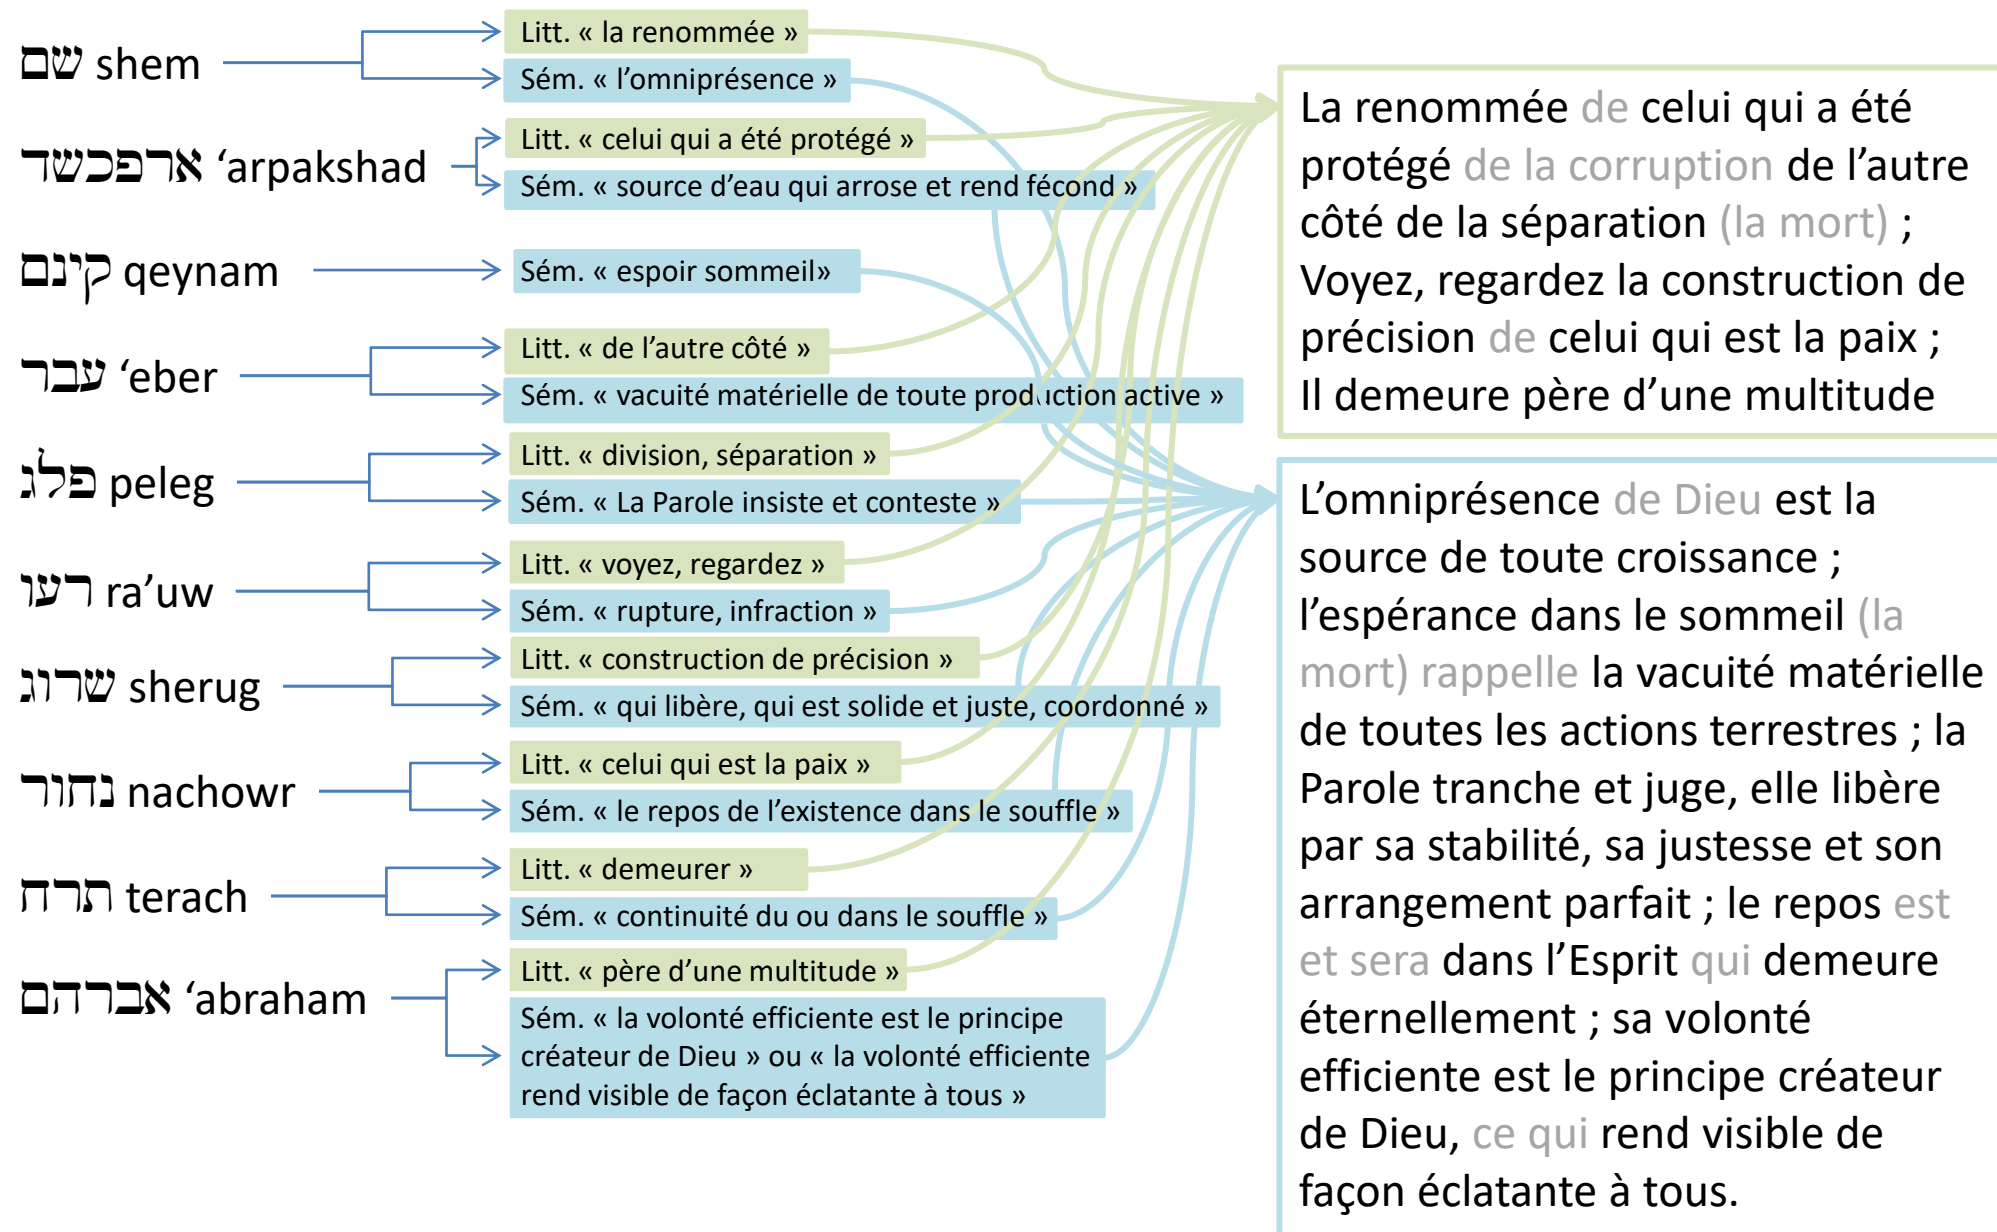 שם shem
Litt. « la renommée »
Sém. « l’omniprésence »
ארפכשד ‘arpakshad
Litt. « celui qui a été protégé »
Sém. « source d’eau qui arrose et rend fécond »
קינם qeynam
Sém. « espoir sommeil»
עבר ‘eber
Litt. « de l’autre côté »
Sém. « vacuité matérielle de toute production active »
פלג peleg
Litt. « division, séparation »
Sém. « La Parole insiste et conteste »
רעו ra’uw
Litt. « voyez, regardez »
Sém. « rupture, infraction »
שרוג sherug
Litt. « construction de précision »
Sém. « qui libère, qui est solide et juste, coordonné »
נחור nachowr
Litt. « celui qui est la paix »
Sém. « le repos de l’existence dans le souffle »
תרח terach
Litt. « demeurer »
Sém. « continuité du ou dans le souffle »
אברהם ‘abraham
Litt. « père d’une multitude »
Sém. « la volonté efficiente est le principe
créateur de Dieu » ou « la volonté efficiente
rend visible de façon éclatante à tous »
La renommée de celui qui a été
protégé de la corruption de l’autre
côté de la séparation (la mort) ;
Voyez, regardez la construction de
précision de celui qui est la paix ;
Il demeure père d’une multitude
L’omniprésence de Dieu est la
source de toute croissance ;
l’espérance dans le sommeil (la
mort) rappelle la vacuité matérielle
de toutes les actions terrestres ; la
Parole tranche et juge, elle libère
par sa stabilité, sa justesse et son
arrangement parfait ; le repos est
et sera dans l’Esprit qui demeure
éternellement ; sa volonté
efficiente est le principe créateur
de Dieu, ce qui rend visible de
façon éclatante à tous.